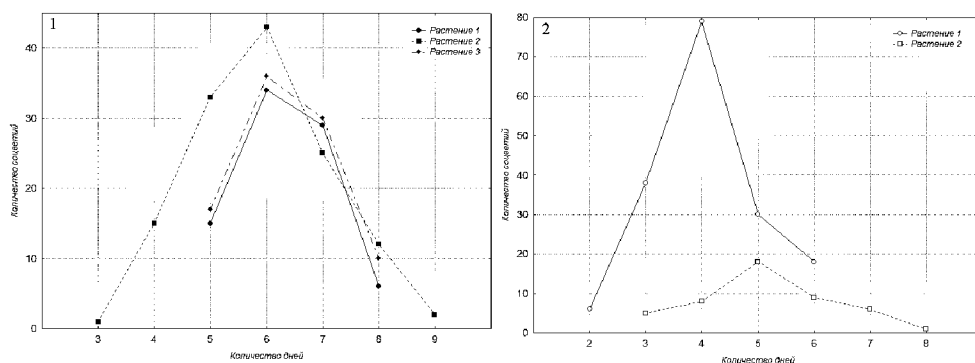 1
Растение 1
Растение 2
Растение 3
40
30
20
10
0
Количество соцветий
3 4 5 6 7 8 9
Количество дней
2
Растение 1
Растение 2
80
70
60
50
40
30
20
10
0
Количество соцветий
2 3 4 5 6 7 8
Количество дней